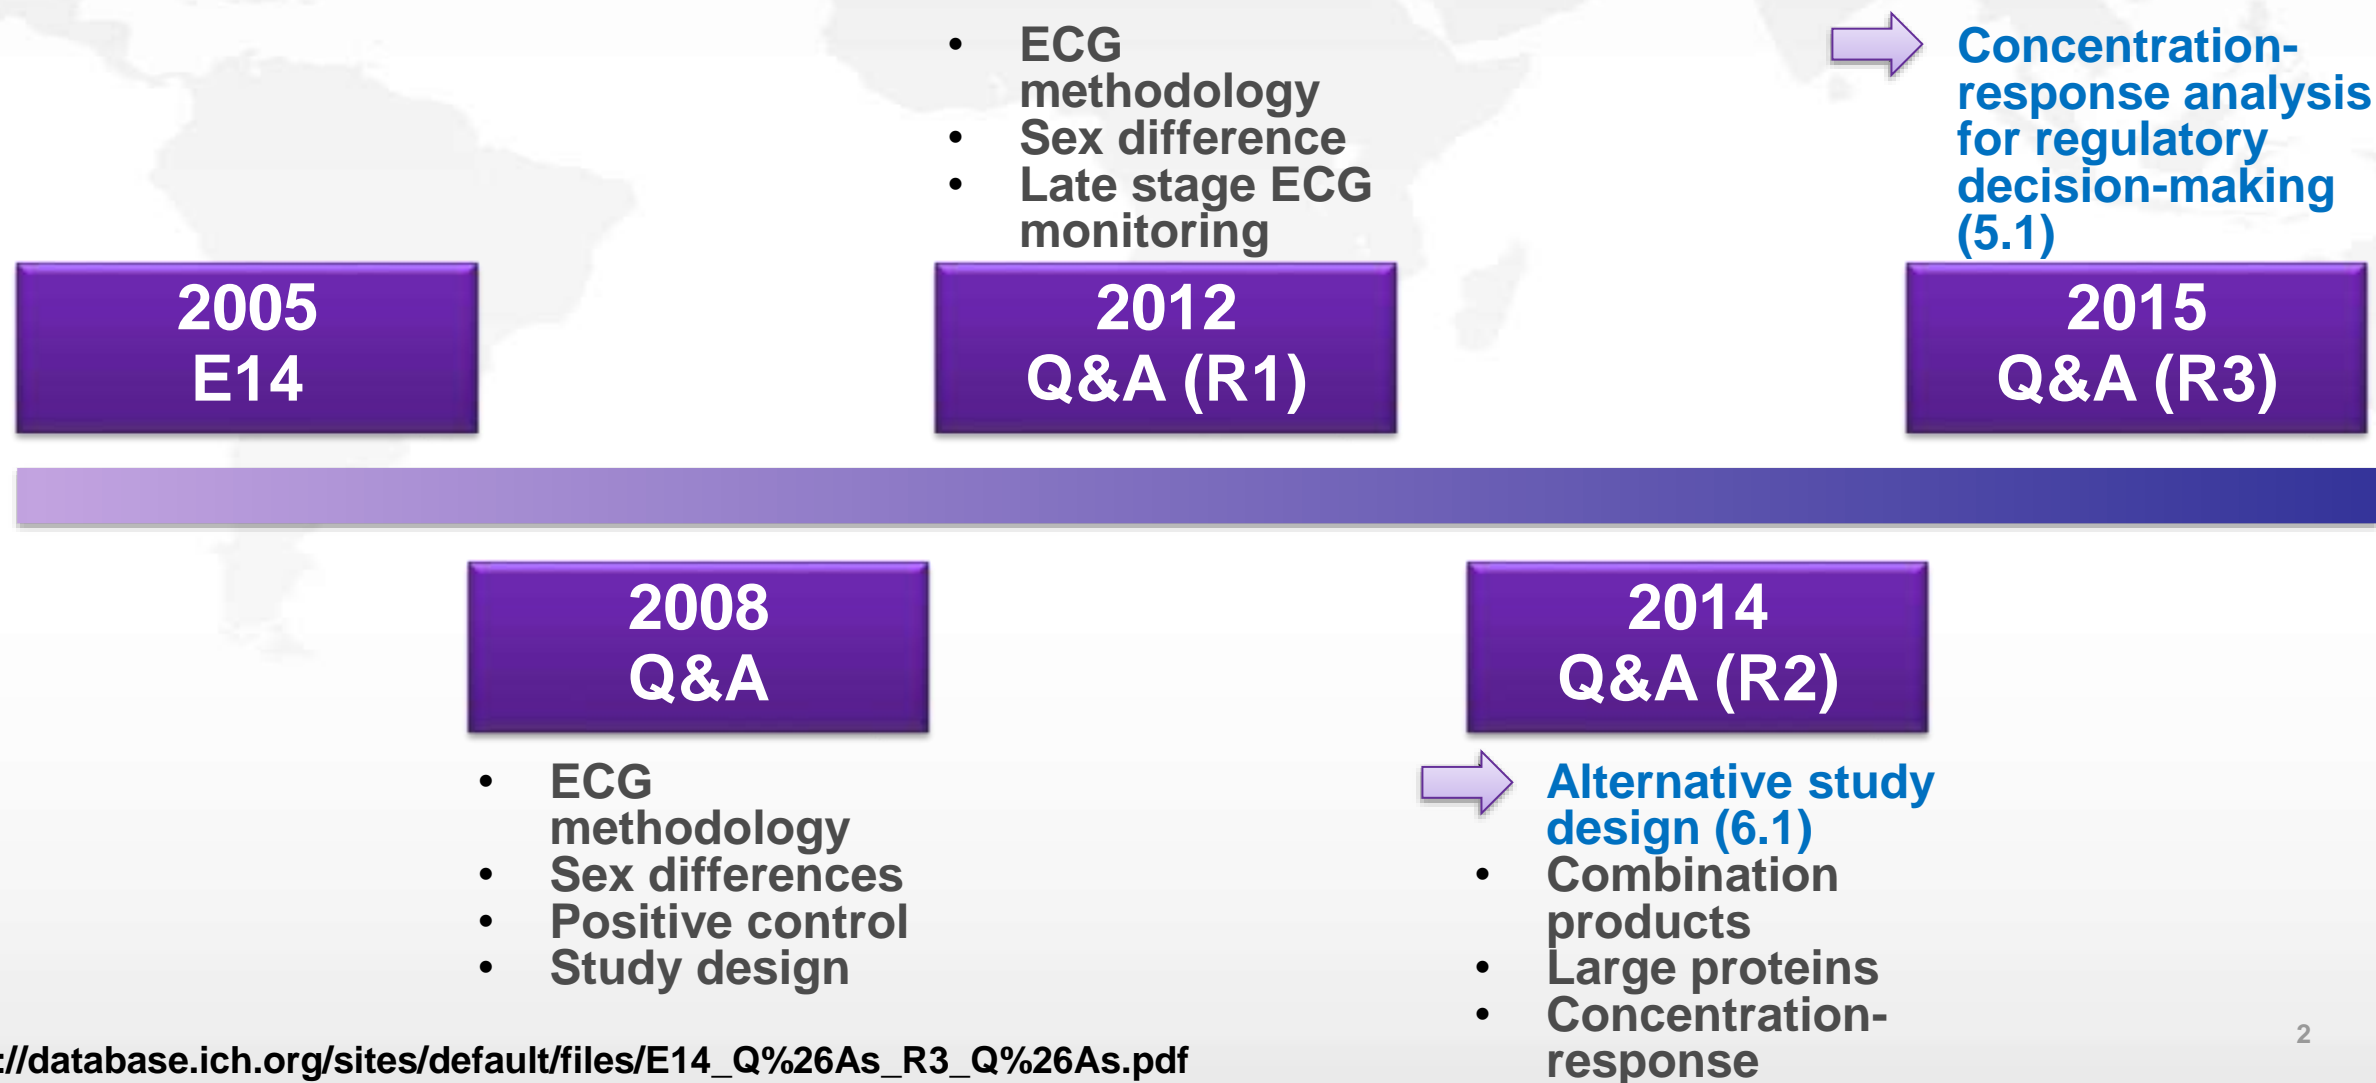 • ECG
methodology
• Sex difference
• Late stage ECG
monitoring
Concentration-
response analysis
for regulatory
decision-making
(5.1)
2005
E14
2012
Q&A (R1)
2015
Q&A (R3)
2008
Q&A
2014
Q&A (R2)
• ECG
methodology
• Sex differences
• Positive control
• Study design
Alternative study
design (6.1)
• Combination
products
• Large proteins
• Concentration-
response
://database.ich.org/sites/default/files/E14_Q%26As_R3_Q%26As.pdf
2